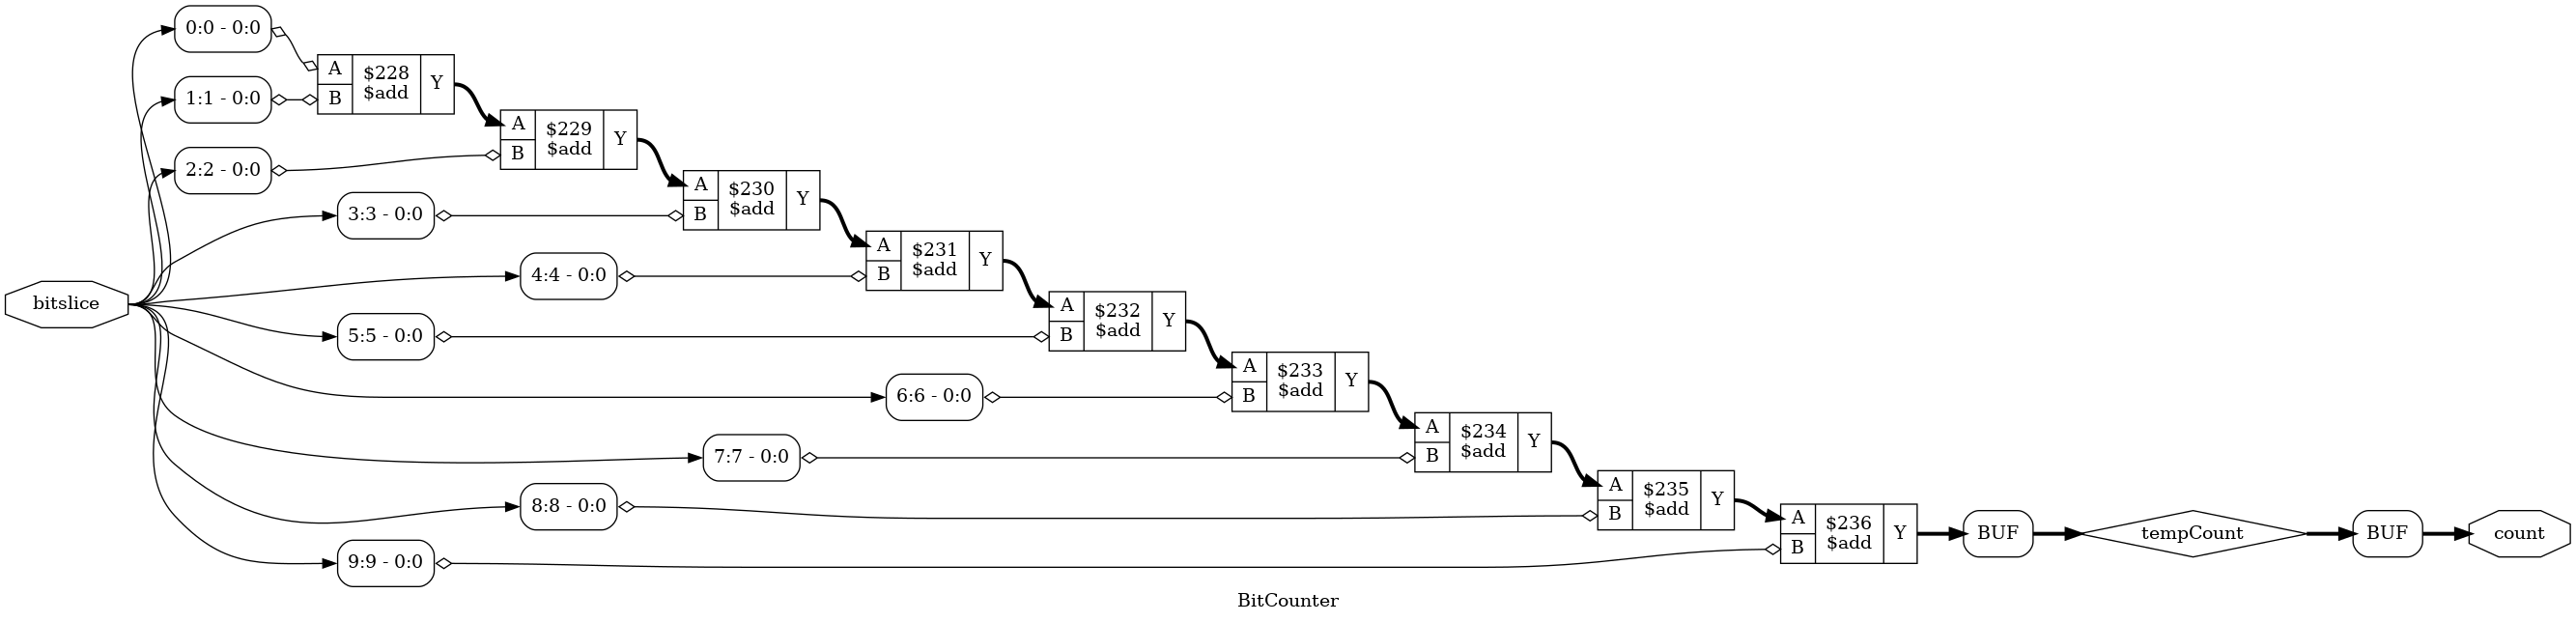 0:0 - 0:0
A
$228
$add
Y
B
1:1 - 0:0
A
$229
$add
Y
B
2:2 - 0:0
A
$230
$add
Y
B
3:3 - 0:0
A
$231
$add
Y
B
4:4 - 0:0
bitslice
A
$232
$add
Y
B
5:5 - 0:0
A
$233
$add
Y
B
6:6 - 0:0
A
$234
$add
Y
B
7:7 - 0:0
A
$235
$add
Y
B
8:8 - 0:0
A
$236
$add
Y
B
BUF
tempCount
BUF
count
9:9 - 0:0
BitCounter